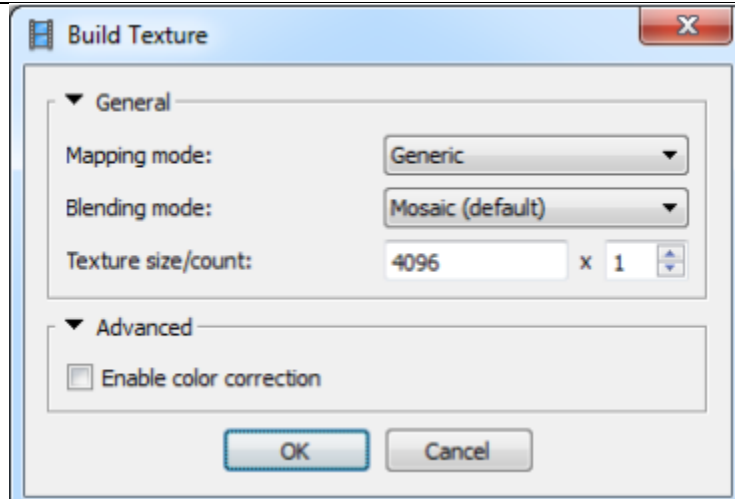 Build Texture
General
Mapping mode: Generic
Blending mode: Mosaic (default)
Texture size/count: 4096 x 1
Advanced
Enable color correction
OK Cancel